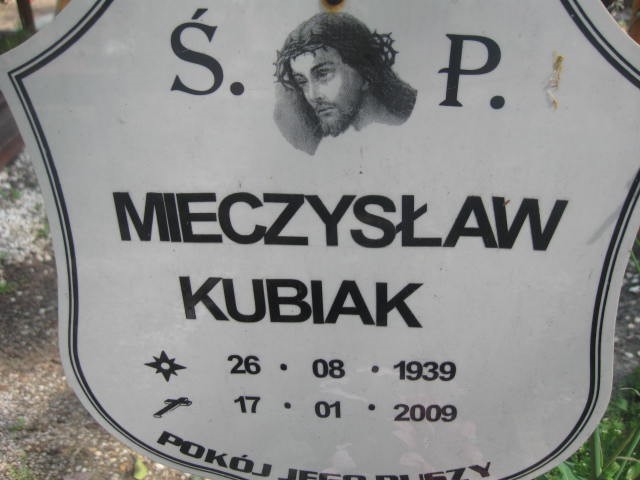 Ś. P.
MIECZYSŁAW
KUBIAK
26 · 08 · 1939
17 · 01 · 2009
POKÓJ JEGO DUSZY